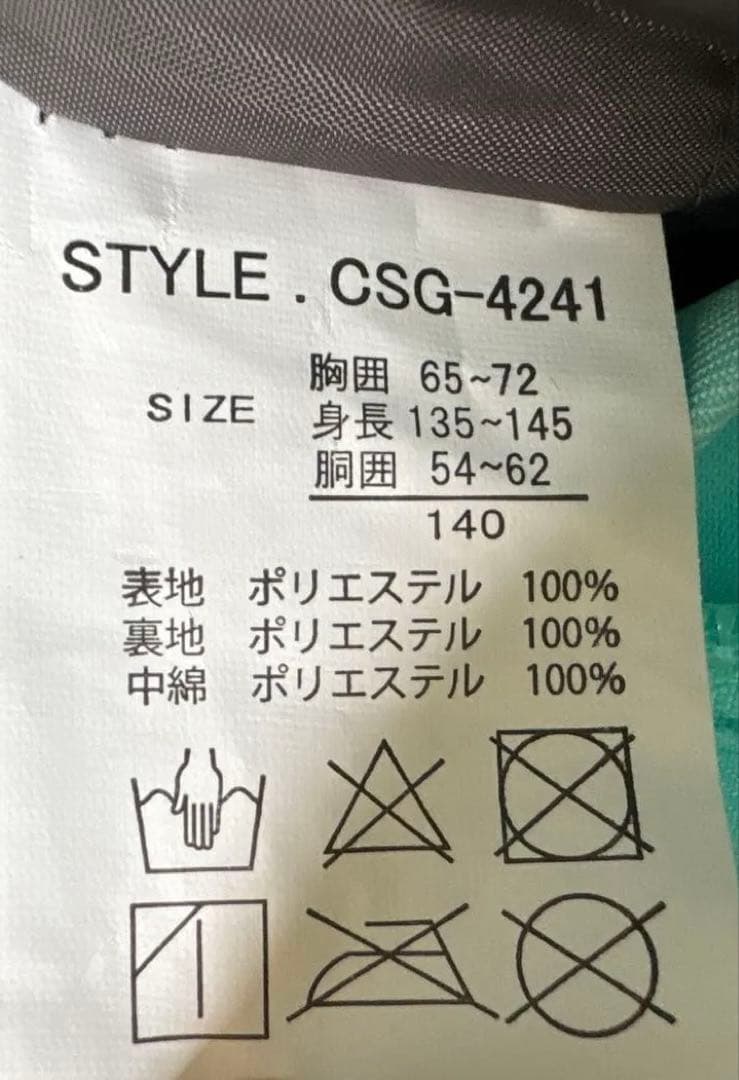 STYLE . CSG-4241
SIZE
胸囲 65~72
身長 135~145
胴囲 54~62
140
表地 ポリエステル 100%
裏地 ポリエステル 100%
中綿 ポリエステル 100%